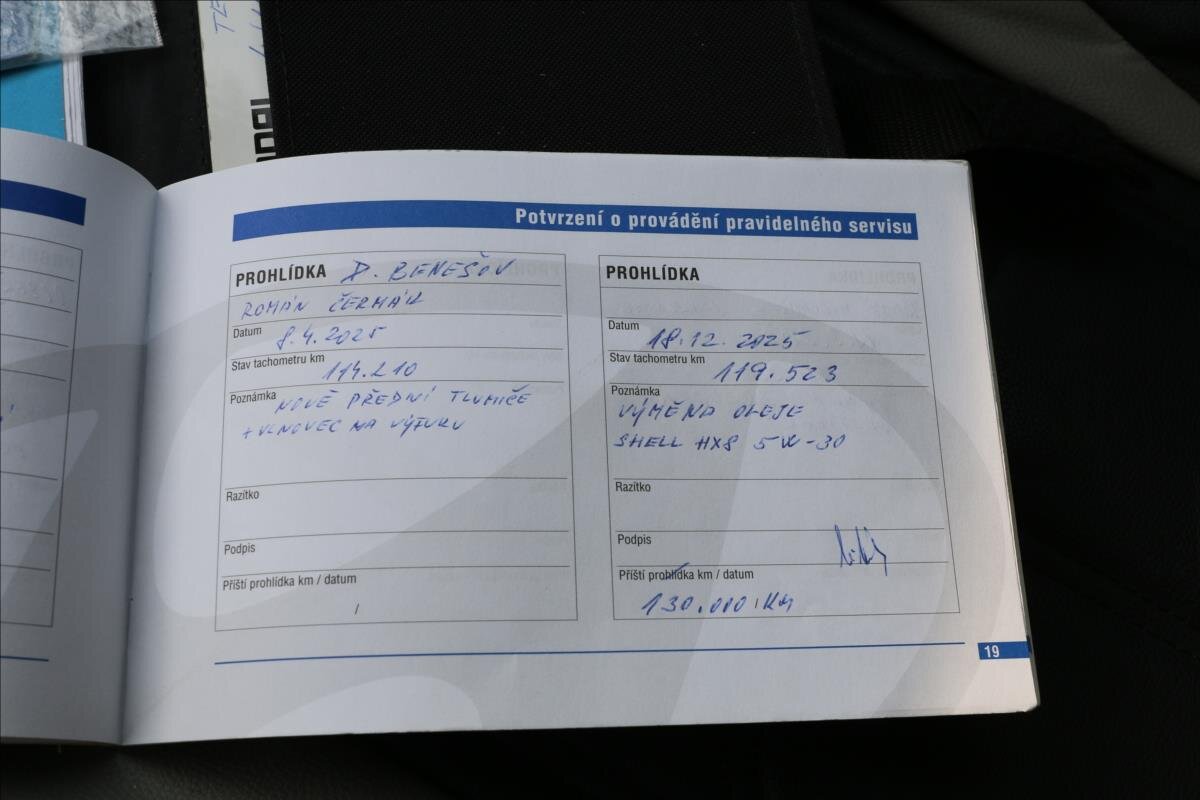 Potvrzení o provádění pravidelného servisu
PROHLÍDKA D. BENEŠOV
ROMAN ČERMÁK
Datum 8.4.2025
Stav tachometru km 114.210
Poznámka NOVÉ PŘEDNÍ TLUMIČE
+ VLNOVEC NA VÝFUKU
Razítko
Podpis
Příští prohlídka km / datum
/
PROHLÍDKA
Datum 18.12.2025
Stav tachometru km 119.523
Poznámka
VÝMĚNA OLEJE
SHELL HX8 5W-30
Razítko
Podpis
Příští prohlídka km / datum
130.000 / KM
19